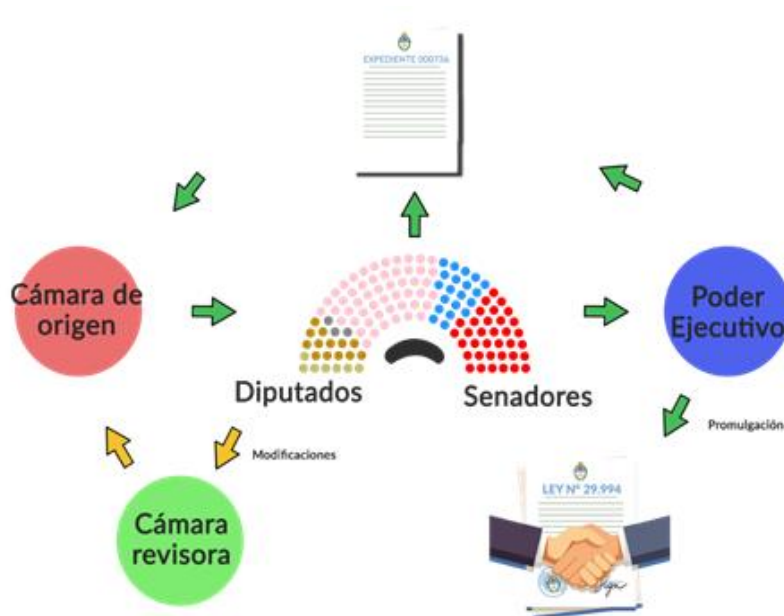 EXPEDIENTE 000736
Cámara de
origen
Poder
Ejecutivo
Diputados
Senadores
Promulgación
Modificaciones
Cámara
revisora
LEY Nº 29.994